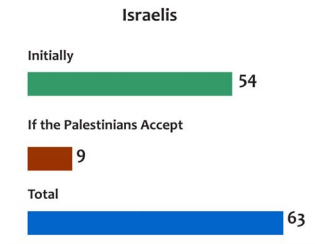 Israelis
Initially
54
If the Palestinians Accept
9
Total
63